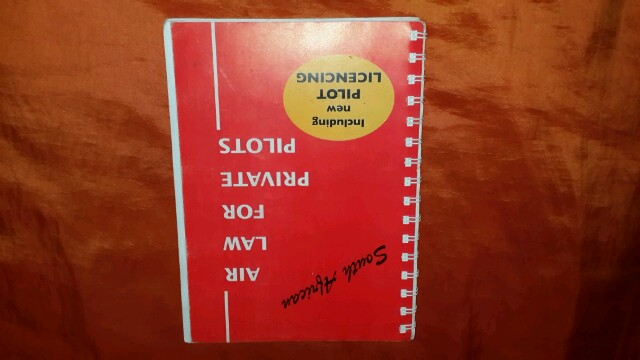 South African
AIR
LAW
FOR
PRIVATE
PILOTS
Including
new
PILOT
LICENCING